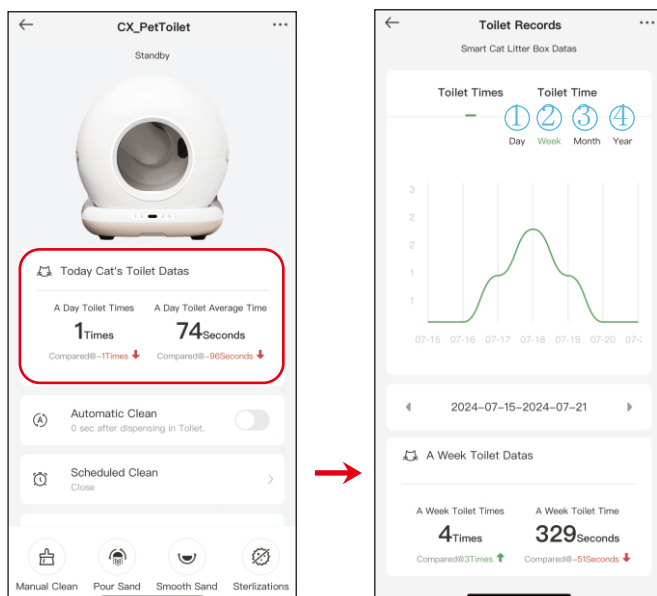 CX_PetToilet
Standby
Today Cat's Toilet Datas
A Day Toilet Times A Day Toilet Average Time
1Times 74Seconds
Compared@-1Times Compared@-96Seconds
Automatic Clean
0 sec after dispensing in Toliet.
Scheduled Clean
Close
Manual Clean Pour Sand Smooth Sand Sterlizations
Toilet Records
Smart Cat Litter Box Datas
Toilet Times Toilet Time
① ② ③ ④
Day Week Month Year
3
2
2
1
1
07-15 07-16 07-17 07-18 07-19 07-20 07-
2024-07-15-2024-07-21
A Week Toilet Datas
A Week Toilet Times A Week Toilet Time
4Times 329Seconds
Compared@3Times Compared@-51Seconds